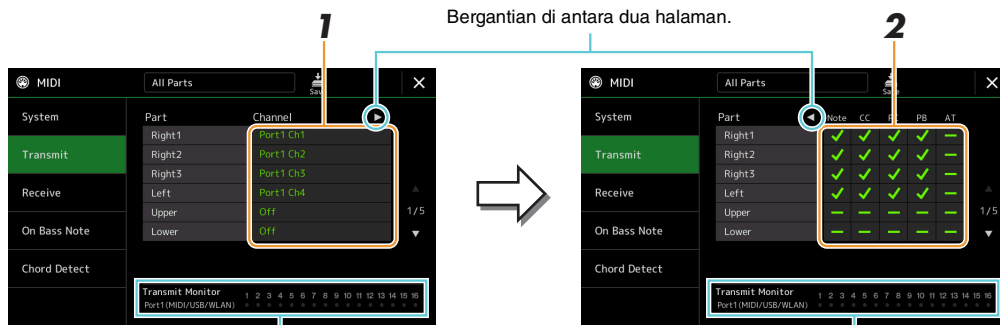 Bergantian di antara dua halaman.
1
2
MIDI
All Parts
Save
System
Transmit
Receive
On Bass Note
Chord Detect
Part Channel
Right1 Port1 Ch1
Right2 Port1 Ch2
Right3 Port1 Ch3
Left Port1 Ch4
Upper Off
Lower Off
1/5
Transmit Monitor
Port1(MIDI/USB/WLAN)
1 2 3 4 5 6 7 8 9 10 11 12 13 14 15 16
MIDI
All Parts
Save
System
Transmit
Receive
On Bass Note
Chord Detect
Part Note CC PC PB AT
Right1
Right2
Right3
Left
Upper
Lower
1/5
Transmit Monitor
Port1(MIDI/USB/WLAN)
1 2 3 4 5 6 7 8 9 10 11 12 13 14 15 16